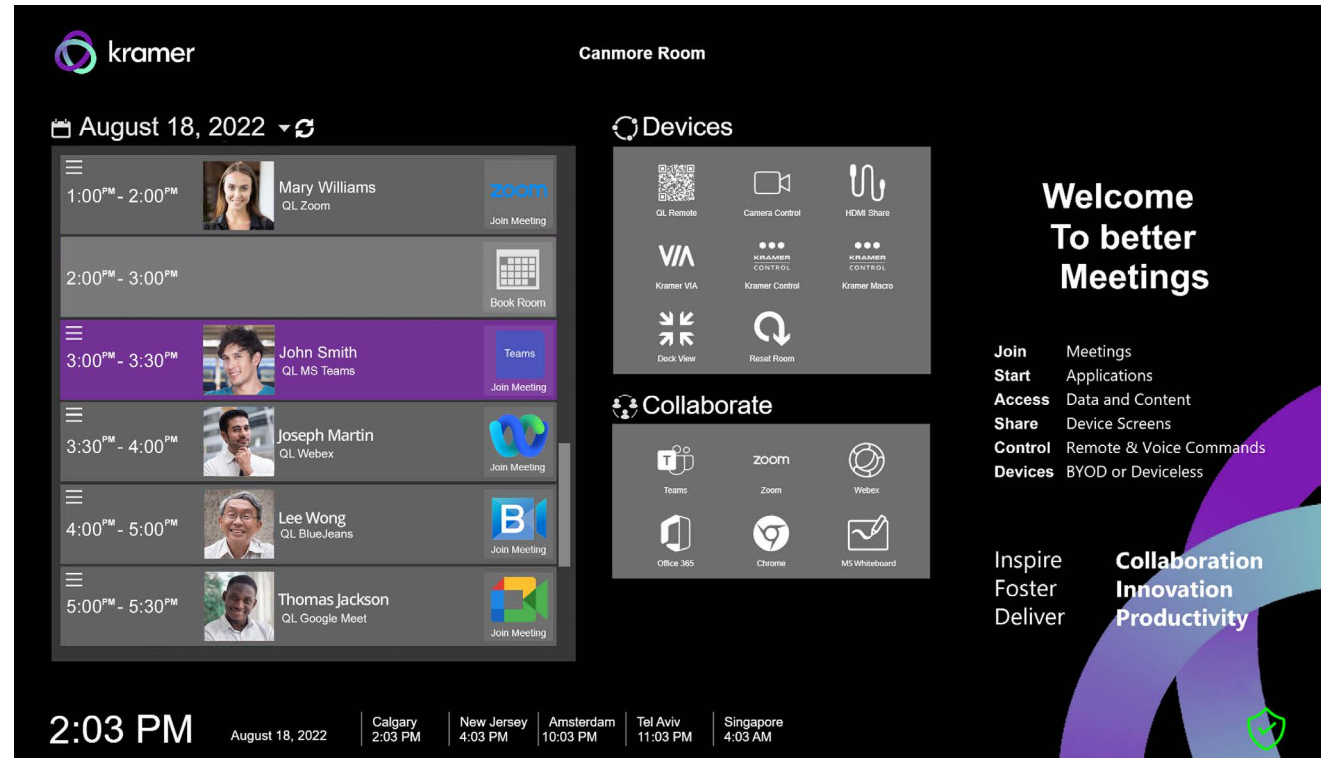 kramer
Canmore Room
August 18, 2022
1:00PM - 2:00PM
Mary Williams
QL Zoom
zoom
Join Meeting
2:00PM - 3:00PM
Book Room
3:00PM - 3:30PM
John Smith
QL MS Teams
Teams
Join Meeting
3:30PM - 4:00PM
Joseph Martin
QL Webex
Join Meeting
4:00PM - 5:00PM
Lee Wong
QL BlueJeans
B
Join Meeting
5:00PM - 5:30PM
Thomas Jackson
QL Google Meet
Join Meeting
Devices
QL Remote
Camera Control
HDMI Share
VIA
Kramer VIA
KRAMER
CONTROL
Kramer Control
KRAMER
CONTROL
Kramer Macro
Dock View
Reset Room
Collaborate
T
Teams
zoom
Zoom
Webex
Office 365
Chrome
MS Whiteboard
Welcome
To better
Meetings
Join Meetings
Start Applications
Access Data and Content
Share Device Screens
Control Remote & Voice Commands
Devices BYOD or Deviceless
Inspire Collaboration
Foster Innovation
Deliver Productivity
2:03 PM
August 18, 2022
Calgary
2:03 PM
New Jersey
4:03 PM
Amsterdam
10:03 PM
Tel Aviv
11:03 PM
Singapore
4:03 AM